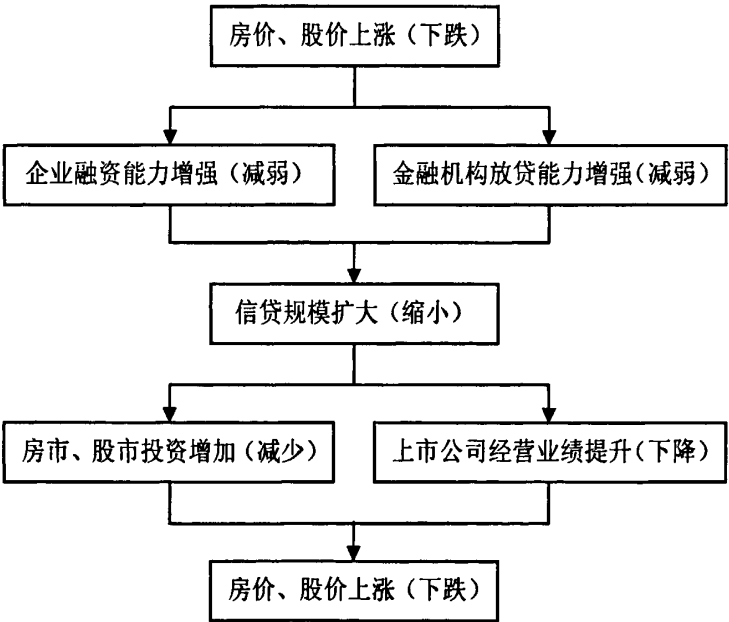 房价、股价上涨（下跌）
企业融资能力增强（减弱）
金融机构放贷能力增强（减弱）
信贷规模扩大（缩小）
房市、股市投资增加（减少）
上市公司经营业绩提升（下降）
房价、股价上涨（下跌）